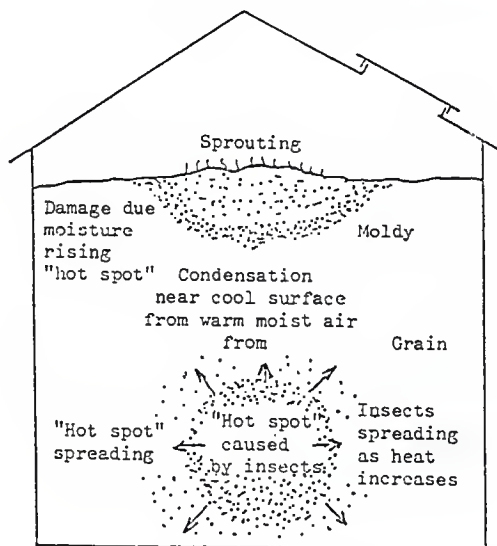 Sprouting
Damage due
moisture
rising
"hot spot"
Moldy
Condensation
near cool surface
from warm moist air
from
Grain
"Hot spot"
spreading
"Hot spot"
caused
by insects
Insects
spreading
as heat
increases